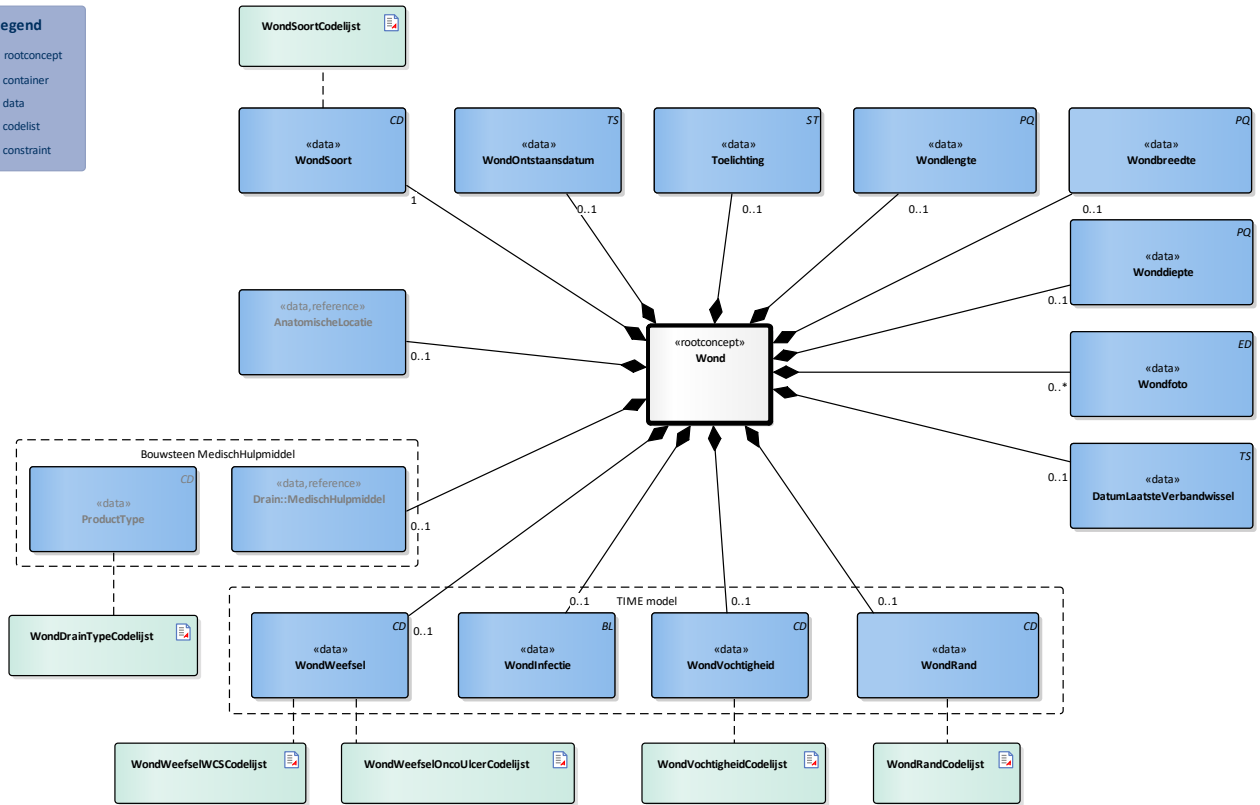 egend
rootconcept
container
data
codelist
constraint
WondSoortCodelijst
CD
«data»
WondSoort
1
TS
«data»
WondOntstaansdatum
0..1
ST
«data»
Toelichting
0..1
PQ
«data»
Wondlengte
0..1
PQ
«data»
Wondbreedte
0..1
PQ
«data»
Wonddiepte
0..1
«data,reference»
AnatomischeLocatie
0..1
«rootconcept»
Wond
ED
«data»
Wondfoto
0..*
TS
«data»
DatumLaatsteVerbandwissel
0..1
Bouwsteen MedischHulpmiddel
CD
«data»
ProductType
«data,reference»
Drain::MedischHulpmiddel
0..1
WondDrainTypeCodelijst
TIME model
CD
«data»
WondWeefsel
0..1
BL
«data»
WondInfectie
0..1
CD
«data»
WondVochtigheid
0..1
CD
«data»
WondRand
0..1
WondWeefselWCSCodelijst
WondWeefselOncoUlcerCodelijst
WondVochtigheidCodelijst
WondRandCodelijst